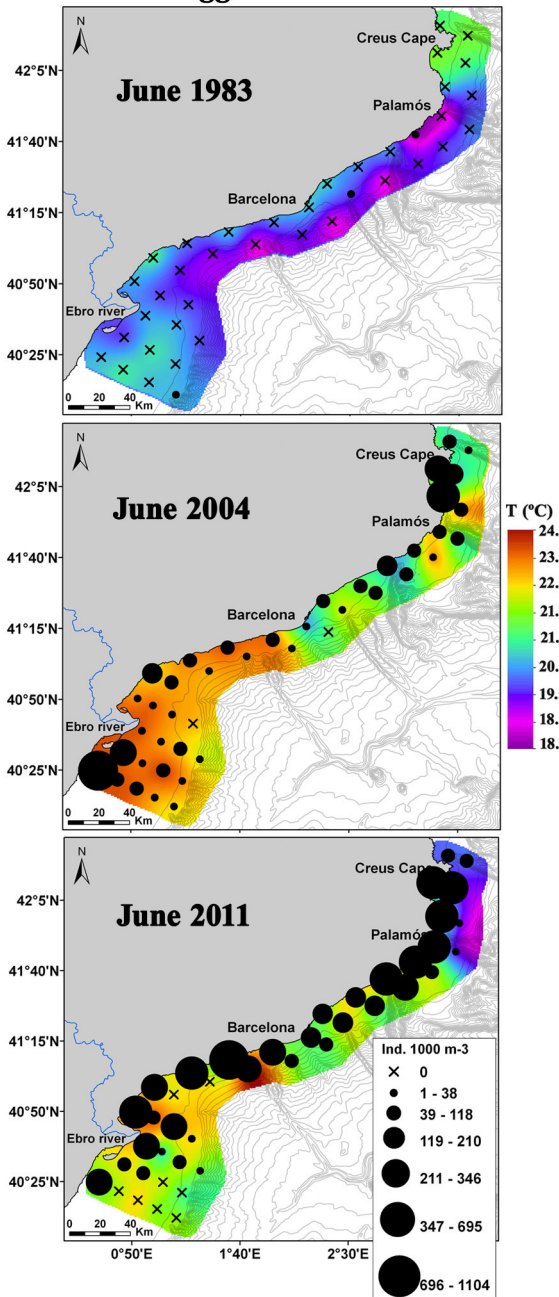 N
Creus Cape
42°5'
June 1983
Palamós
41°40'
Barcelona
41°15'
40°50'
Ebro river
40°25'
0 20 40
Km
N
Creus Cape
42°5'
June 2004
Palamós
T (ºC)
24.
22.
21.
20.
19.
18.
18.
41°40'
Barcelona
41°15'
40°50'
Ebro river
40°25'
0 20 40
Km
N
Creus Cape
42°5'
June 2011
Palamós
41°40'
Barcelona
41°15'
40°50'
Ebro river
40°25'
0 20 40
Km
Ind. 1000 m-3
0
1 - 38
39 - 118
119 - 210
211 - 346
347 - 695
696 - 1104
0°50'E 1°40'E 2°30'E